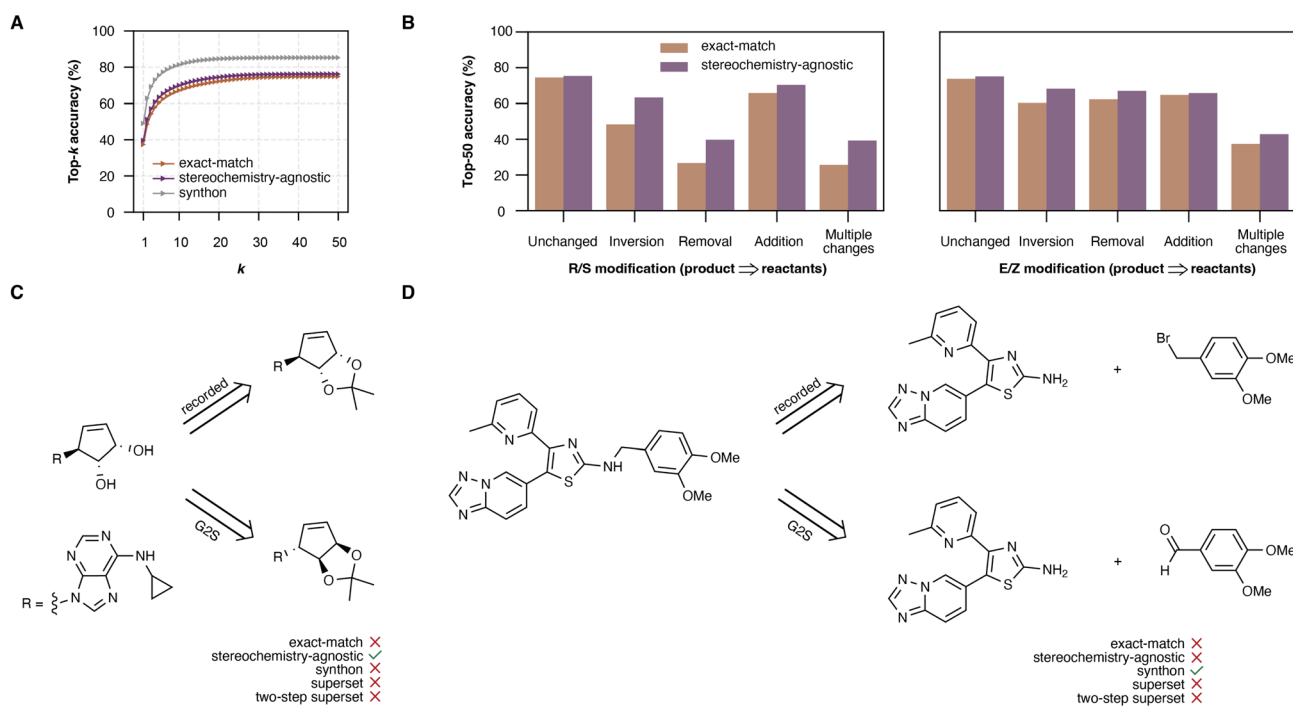 A
Top-k accuracy (%)
100
80
60
40
20
0
exact-match
stereochemistry-agnostic
synthon
1
10
20
30
40
50
k
B
Top-50 accuracy (%)
100
80
60
40
20
0
exact-match
stereochemistry-agnostic
Unchanged
Inversion
Removal
Addition
Multiple
changes
R/S modification (product ⇒ reactants)
Unchanged
Inversion
Removal
Addition
Multiple
changes
E/Z modification (product ⇒ reactants)
C
R
OH
OH
recorded
R
O
O
G2S
R
O
O
R =
N
N
N
N
NH
exact-match ✕
stereochemistry-agnostic ✓
synthon ✕
superset ✕
two-step superset ✕
D
N
N
S
NH
OMe
OMe
N
N
N
recorded
N
N
S
NH2
N
N
N
+
Br
OMe
OMe
G2S
N
N
S
NH2
N
N
N
+
O
H
OMe
OMe
exact-match ✕
stereochemistry-agnostic ✕
synthon ✓
superset ✕
two-step superset ✕